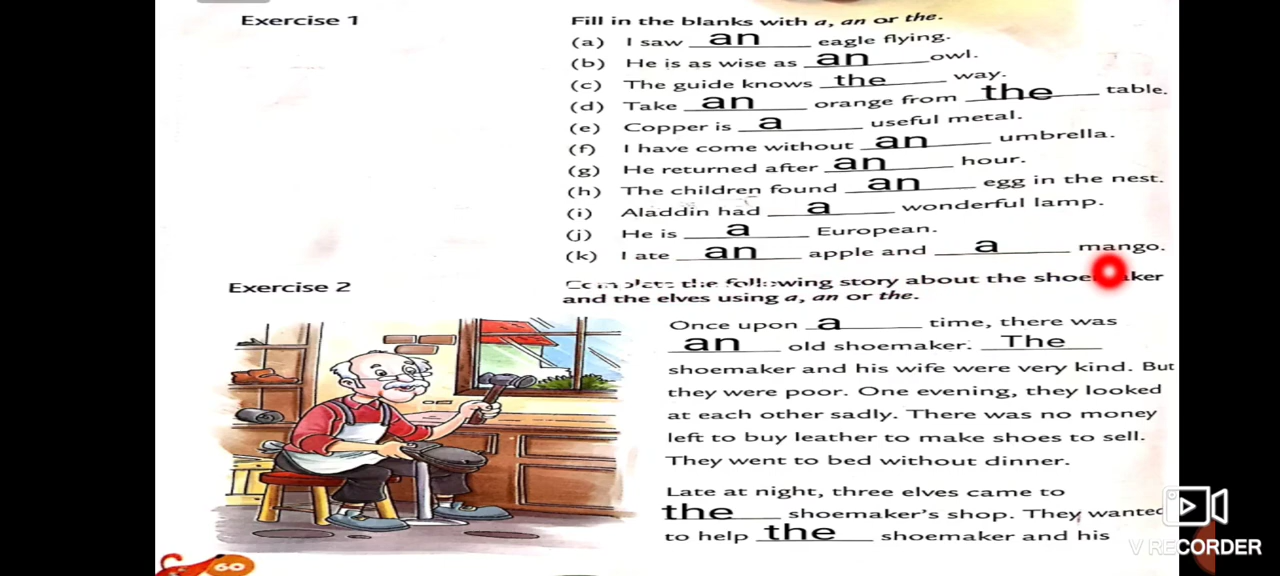 Exercise 1
Fill in the blanks with a, an or the.
(a) I saw an eagle flying.
(b) He is as wise as an owl.
(c) The guide knows the way.
(d) Take an orange from the table.
(e) Copper is a useful metal.
(f) I have come without an umbrella.
(g) He returned after an hour.
(h) The children found an egg in the nest.
(i) Aladdin had a wonderful lamp.
(j) He is a European.
(k) I ate an apple and a mango.
Exercise 2
Complete the following story about the shoemaker
and the elves using a, an or the.
Once upon a time, there was
an old shoemaker. The
shoemaker and his wife were very kind. But
they were poor. One evening, they looked
at each other sadly. There was no money
left to buy leather to make shoes to sell.
They went to bed without dinner.
Late at night, three elves came to
the shoemaker's shop. They wanted
to help the shoemaker and his
60
V RECORDER